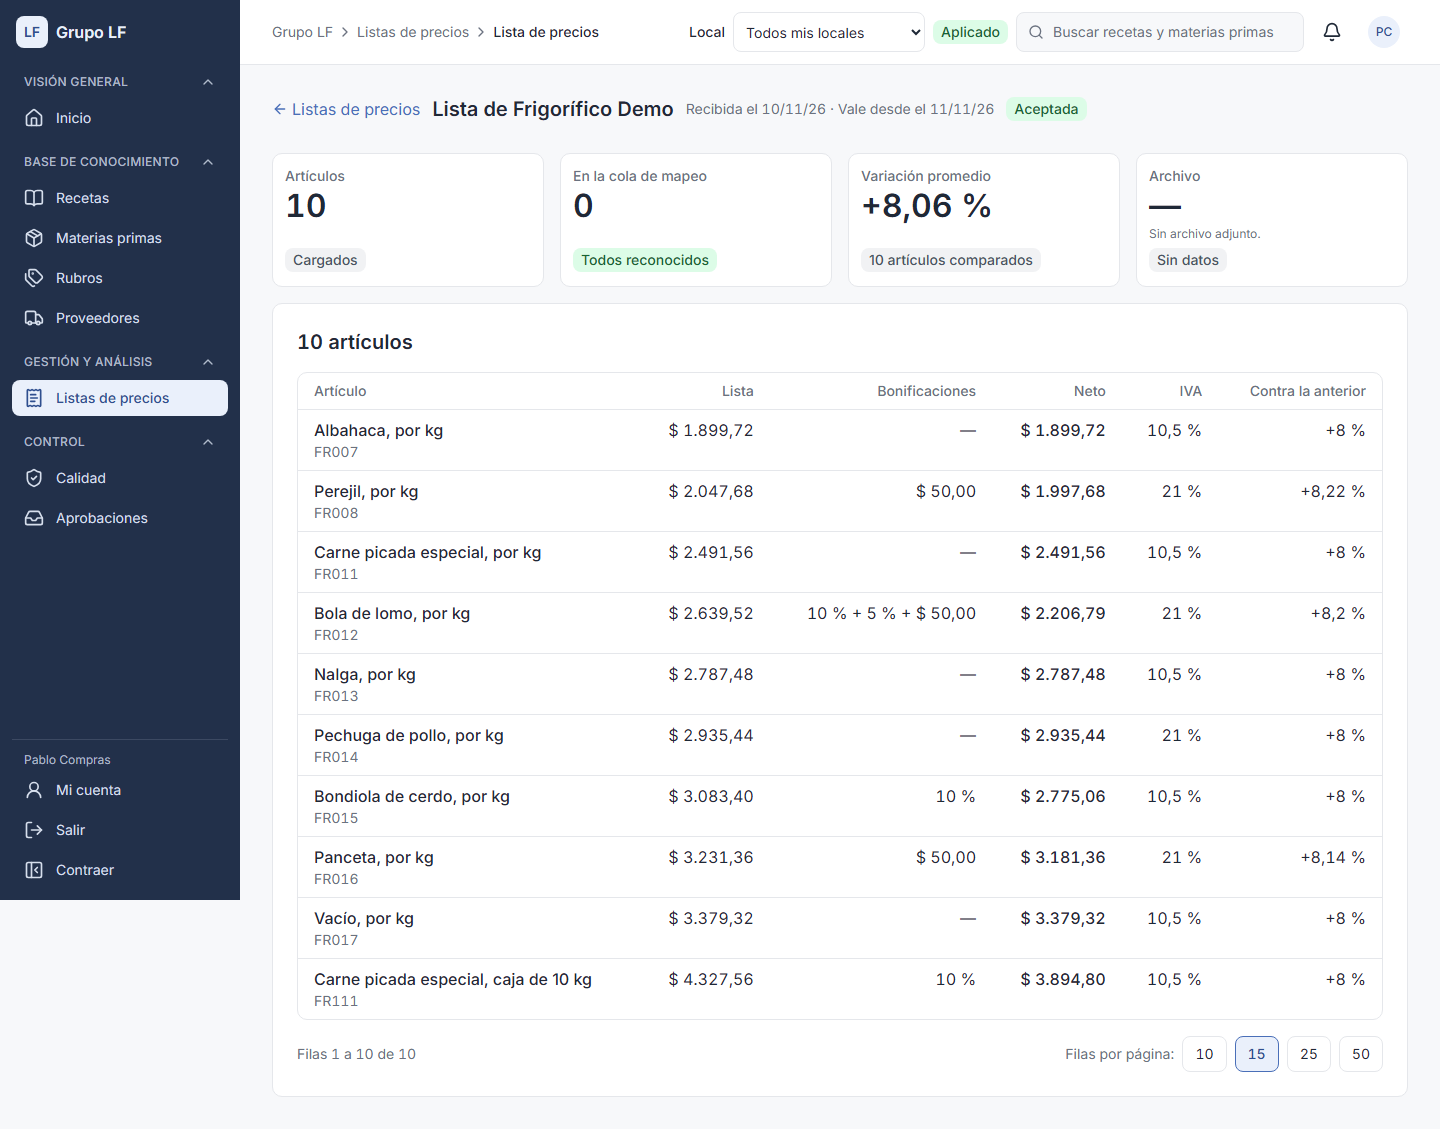 LF Grupo LF
VISIÓN GENERAL
Inicio
BASE DE CONOCIMIENTO
Recetas
Materias primas
Rubros
Proveedores
GESTIÓN Y ANÁLISIS
Listas de precios
CONTROL
Calidad
Aprobaciones
Pablo Compras
Mi cuenta
Salir
Contraer
Grupo LF > Listas de precios > Lista de precios
Local Todos mis locales Aplicado Buscar recetas y materias primas PC
← Listas de precios Lista de Frigorífico Demo Recibida el 10/11/26 · Vale desde el 11/11/26 Aceptada
Artículos
10
Cargados
En la cola de mapeo
0
Todos reconocidos
Variación promedio
+8,06 %
10 artículos comparados
Archivo
—
Sin archivo adjunto.
Sin datos
10 artículos
Artículo Lista Bonificaciones Neto IVA Contra la anterior
Albahaca, por kg $ 1.899,72 — $ 1.899,72 10,5 % +8 %
FR007
Perejil, por kg $ 2.047,68 $ 50,00 $ 1.997,68 21 % +8,22 %
FR008
Carne picada especial, por kg $ 2.491,56 — $ 2.491,56 10,5 % +8 %
FR011
Bola de lomo, por kg $ 2.639,52 10 % + 5 % + $ 50,00 $ 2.206,79 21 % +8,2 %
FR012
Nalga, por kg $ 2.787,48 — $ 2.787,48 10,5 % +8 %
FR013
Pechuga de pollo, por kg $ 2.935,44 — $ 2.935,44 21 % +8 %
FR014
Bondiola de cerdo, por kg $ 3.083,40 10 % $ 2.775,06 10,5 % +8 %
FR015
Panceta, por kg $ 3.231,36 $ 50,00 $ 3.181,36 21 % +8,14 %
FR016
Vacío, por kg $ 3.379,32 — $ 3.379,32 10,5 % +8 %
FR017
Carne picada especial, caja de 10 kg $ 4.327,56 10 % $ 3.894,80 10,5 % +8 %
FR111
Filas 1 a 10 de 10 Filas por página: 10 15 25 50